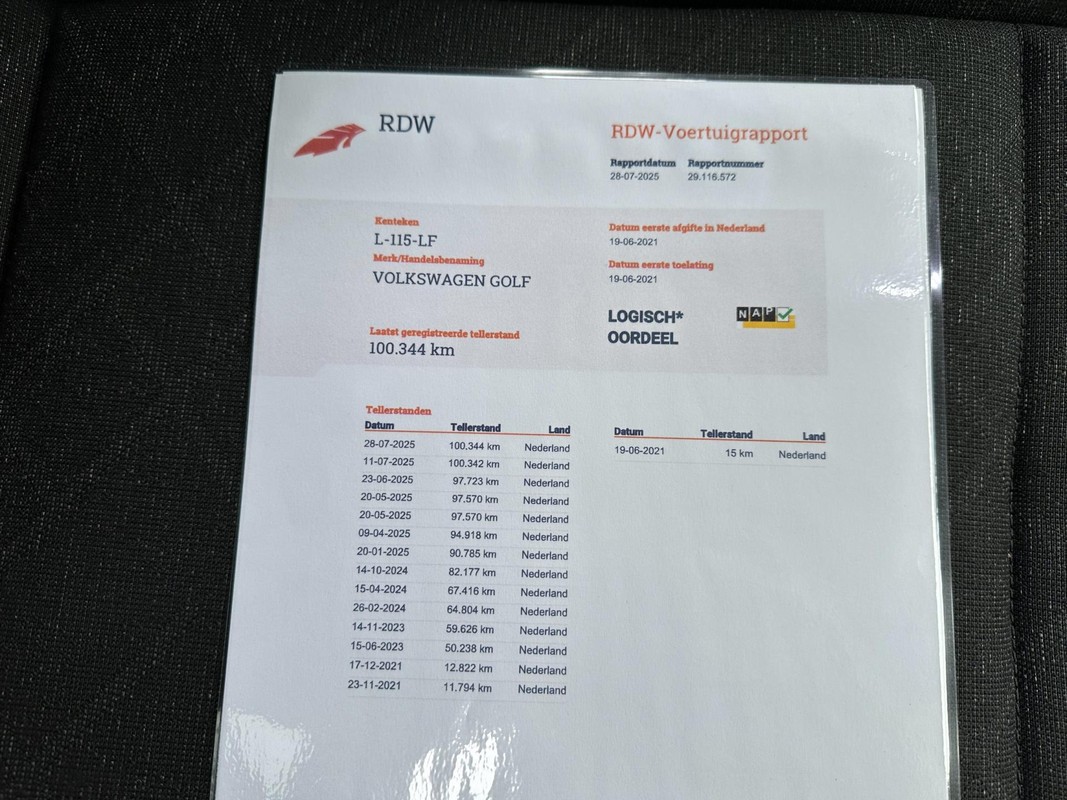 RDW
RDW-Voertuigrapport
Rapportdatum Rapportnummer
28-07-2025 29.116.572
Kenteken
L-115-LF
Merk/Handelsbenaming
VOLKSWAGEN GOLF
Laatst geregistreerde tellerstand
100.344 km
Datum eerste afgifte in Nederland
19-06-2021
Datum eerste toelating
19-06-2021
LOGISCH*
OORDEEL
NAP
Tellerstanden
Datum Tellerstand Land
28-07-2025 100.344 km Nederland
11-07-2025 100.342 km Nederland
23-06-2025 97.723 km Nederland
20-05-2025 97.570 km Nederland
20-05-2025 97.570 km Nederland
09-04-2025 94.918 km Nederland
20-01-2025 90.785 km Nederland
14-10-2024 82.177 km Nederland
15-04-2024 67.416 km Nederland
26-02-2024 64.804 km Nederland
14-11-2023 59.626 km Nederland
15-06-2023 50.238 km Nederland
17-12-2021 12.822 km Nederland
23-11-2021 11.794 km Nederland
Datum Tellerstand Land
19-06-2021 15 km Nederland